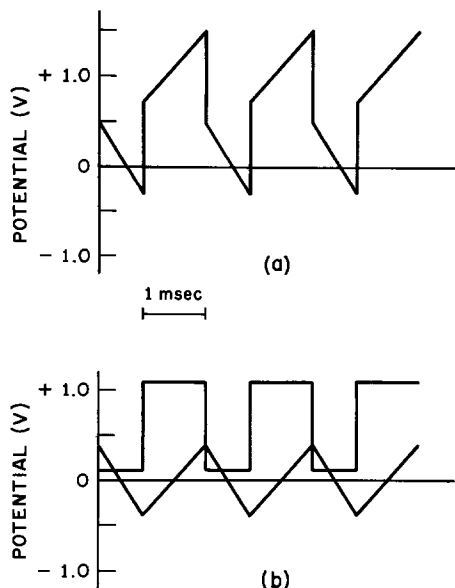 POTENTIAL (V)
+ 1.0
0
- 1.0
(a)
1 msec
POTENTIAL (V)
+ 1.0
0
- 1.0
(b)